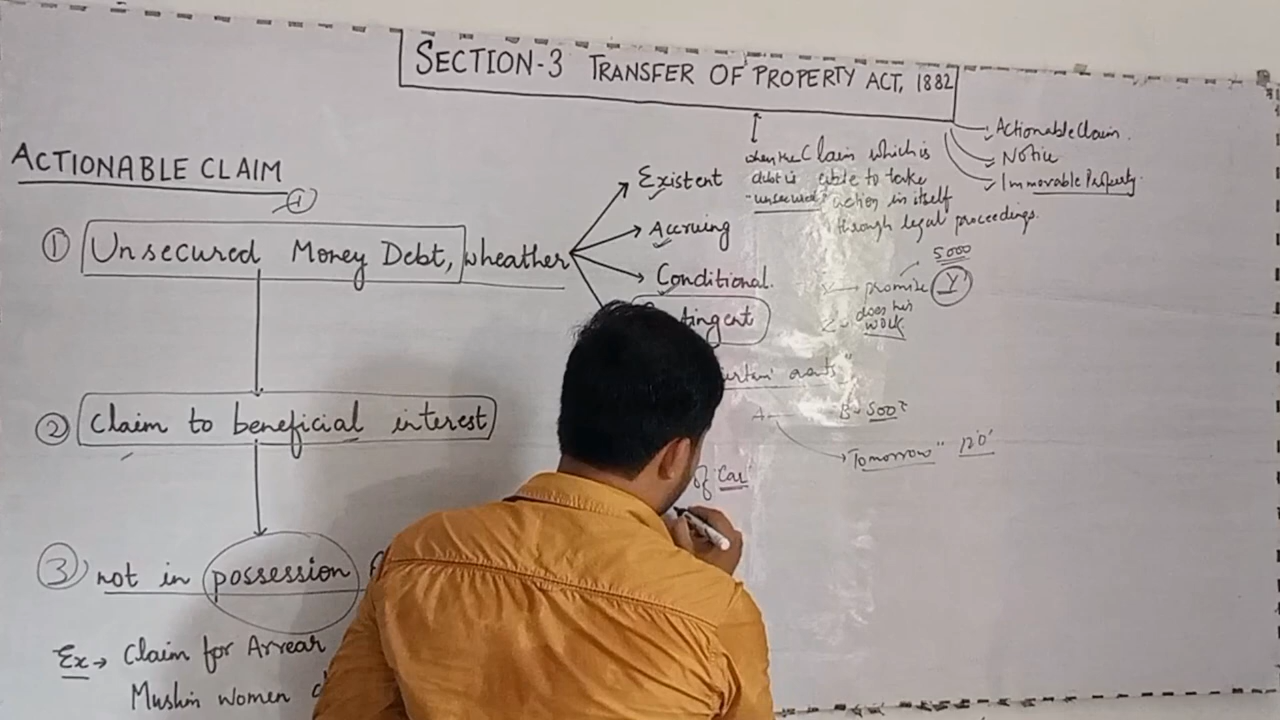 SECTION-3 TRANSFER OF PROPERTY ACT, 1882
Actionable Claim.
Notice
Immovable Property.
ACTIONABLE CLAIM
1
① Unsecured Money Debt, wheather
Existent
Accruing
Conditional.
tingent
when the
debt is
"unsecured"
Claim which is
able to take
action in itself
through legal proceedings.
5000
promise Y
Z
does his
work
A B 500
Tomorrow" 12'0'
② Claim to beneficial interest
of "Car"
③ not in possession
Ex → Claim for Arrear
Muslim women